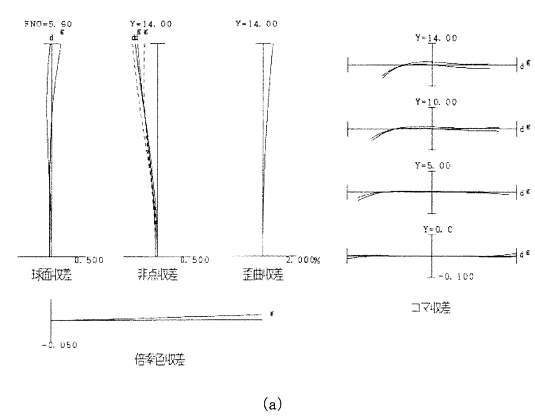 FNO=5.90
d g
0.500
球面収差
Y=14.00
d g g
0.500
非点収差
Y=14.00
2.000%
歪曲収差
Y=14.00
d g
Y=10.00
d g
Y=5.00
d g
Y=0.0
d g
-0.100
コマ収差
g
-0.050
倍率色収差
(a)